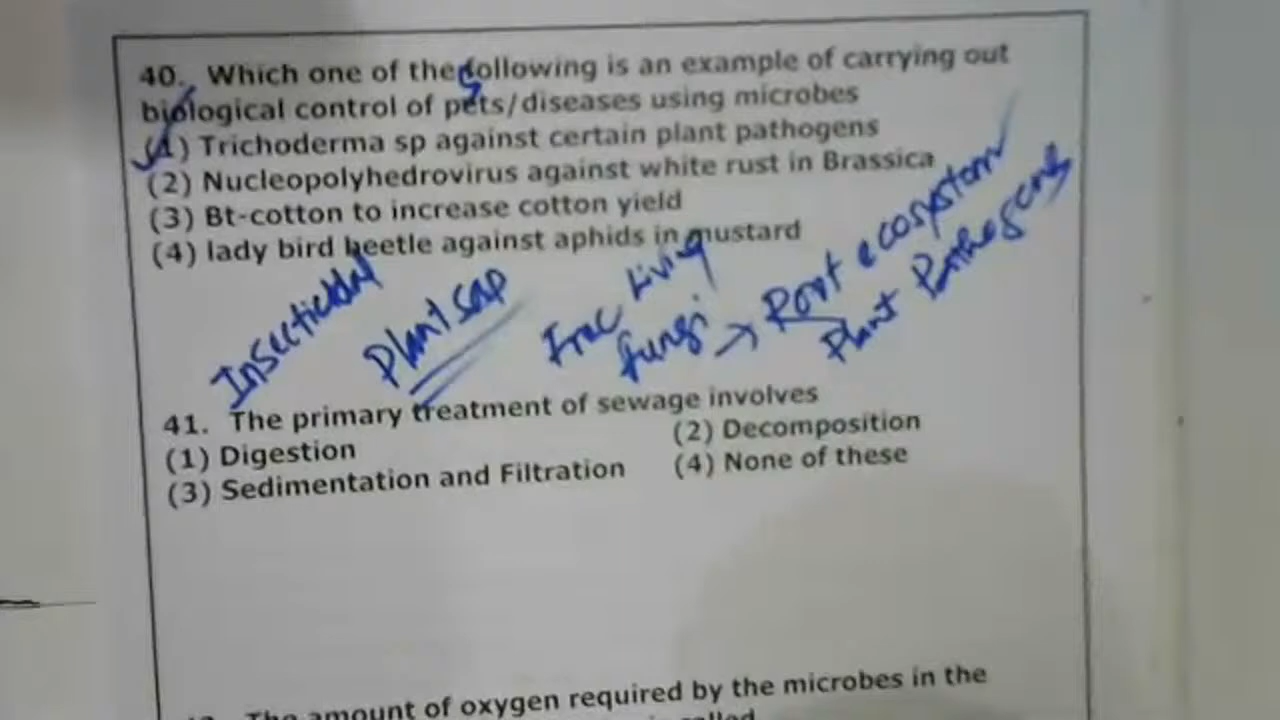 40. Which one of the following is an example of carrying out
biological control of pets/diseases using microbes
(1) Trichoderma sp against certain plant pathogens
(2) Nucleopolyhedrovirus against white rust in Brassica
(3) Bt-cotton to increase cotton yield
(4) lady bird beetle against aphids in mustard
Insecticidal
Plant sap
Free Living
fungi → Root ecosystem
Plant Pathogens
41. The primary treatment of sewage involves
(1) Digestion (2) Decomposition
(3) Sedimentation and Filtration (4) None of these
The amount of oxygen required by the microbes in the
called